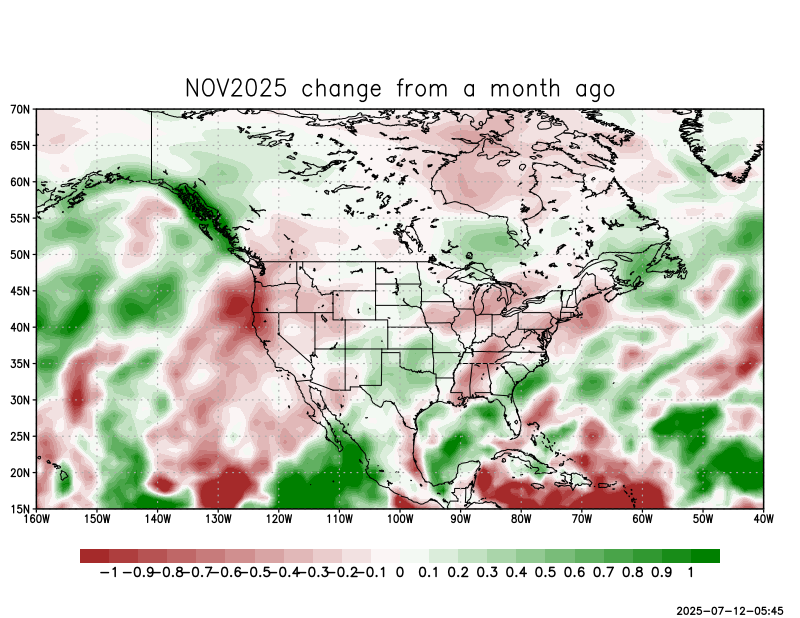 NOV2025 change from a month ago
70N
65N
60N
55N
50N
45N
40N
35N
30N
25N
20N
15N
160W 150W 140W 130W 120W 110W 100W 90W 80W 70W 60W 50W 40W
-1 -0.9 -0.8 -0.7 -0.6 -0.5 -0.4 -0.3 -0.2 -0.1 0 0.1 0.2 0.3 0.4 0.5 0.6 0.7 0.8 0.9 1
2025-07-12-05:45